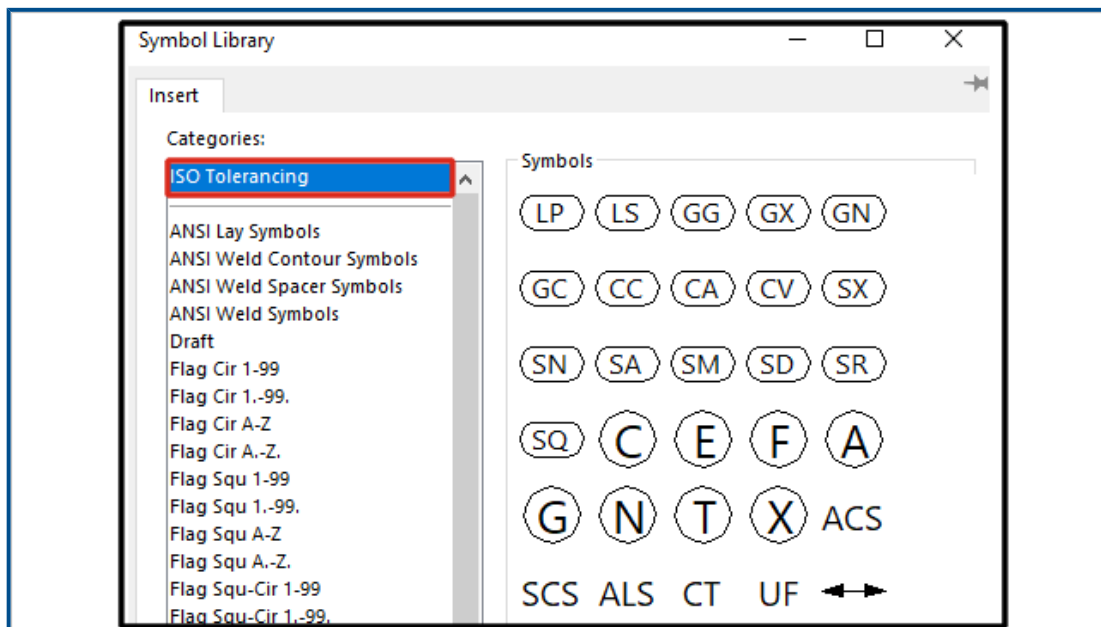 Symbol Library
Insert
Categories:
ISO Tolerancing
ANSI Lay Symbols
ANSI Weld Contour Symbols
ANSI Weld Spacer Symbols
ANSI Weld Symbols
Draft
Flag Cir 1-99
Flag Cir 1.-99.
Flag Cir A-Z
Flag Cir A.-Z.
Flag Squ 1-99
Flag Squ 1.-99.
Flag Squ A-Z
Flag Squ A.-Z.
Flag Squ-Cir 1-99
Flag Squ-Cir 1.-99.
Symbols
LP LS GG GX GN
GC CC CA CV SX
SN SA SM SD SR
SQ C E F A
G N T X ACS
SCS ALS CT UF